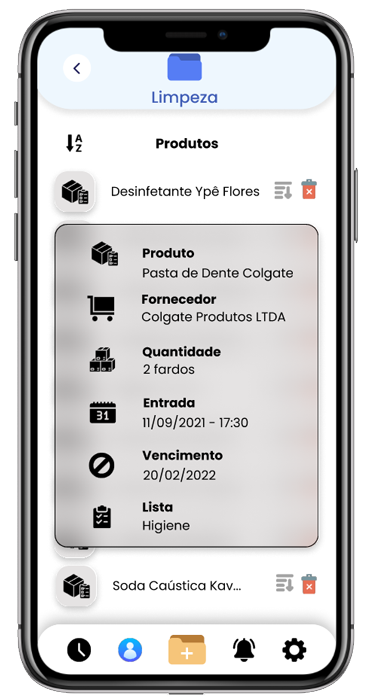 Limpeza
A
Z
Produtos
Desinfetante Ypê Flores
Produto
Pasta de Dente Colgate
Fornecedor
Colgate Produtos LTDA
Quantidade
2 fardos
31
Entrada
11/09/2021 - 17:30
Vencimento
20/02/2022
Lista
Higiene
Soda Caústica Kav...